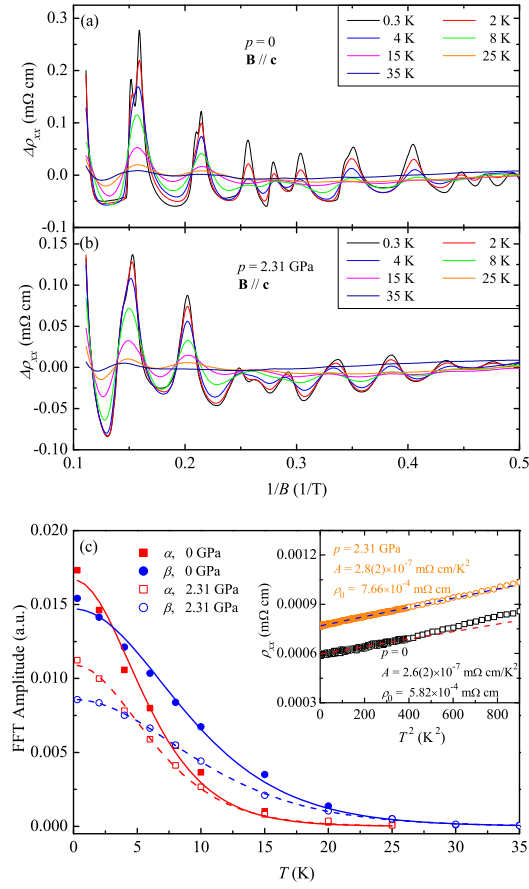 (a)
p = 0
B // c
0.3 K 2 K
4 K 8 K
15 K 25 K
35 K
0.3
0.2
0.1
0.0
-0.1
Δρxx (mΩ cm)
(b)
p = 2.31 GPa
B // c
0.3 K 2 K
4 K 8 K
15 K 25 K
35 K
0.15
0.10
0.05
0.00
-0.05
-0.10
Δρxx (mΩ cm)
0.1 0.2 0.3 0.4 0.5
1/B (1/T)
(c)
α, 0 GPa
β, 0 GPa
α, 2.31 GPa
β, 2.31 GPa
0.020
0.015
0.010
0.005
0.000
FFT Amplitude (a.u.)
0 5 10 15 20 25 30 35
T (K)
0.0012
0.0009
0.0006
0.0003
ρxx
p = 2.31 GPa
A = 2.8(2)×10⁻⁷ mΩ cm/K²
ρ₀ = 7.66×10⁻⁴ mΩ cm
p = 0
A = 2.6(2)×10⁻⁷ mΩ cm/K²
ρ₀ = 5.82×10⁻⁴ mΩ cm
0 200 400 600 800
T² (K²)